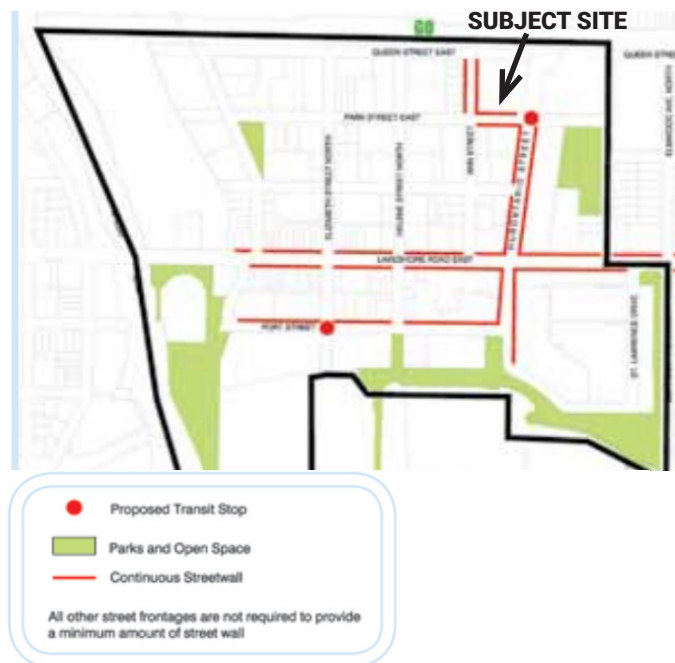 SUBJECT SITE
GO
QUEEN STREET EAST
QUEEN STRE
PARK STREET EAST
ELIZABETH STREET NORTH
HELENE STREET NORTH
ANN STREET
HURONTARIO STREET
ELMWOOD AVE. NORTH
LAKESHORE ROAD EAST
PORT STREET
ST. LAWRENCE DRIVE
Proposed Transit Stop
Parks and Open Space
Continuous Streetwall
All other street frontages are not required to provide
a minimum amount of street wall